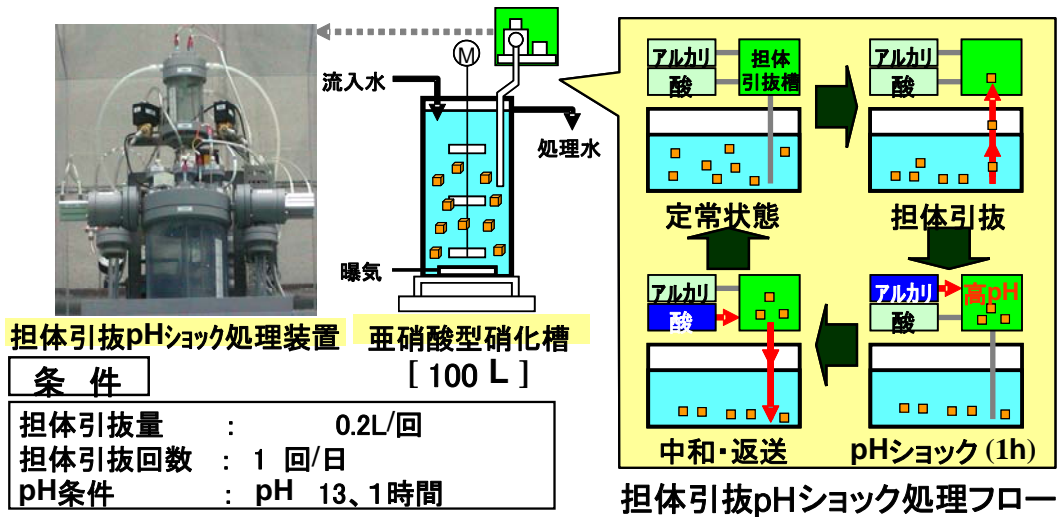 M
流入水
処理水
曝気
担体引抜pHショック処理装置
亜硝酸型硝化槽
[ 100 L ]
条 件
担体引抜量 : 0.2L/回
担体引抜回数 : 1 回/日
pH条件 : pH 13、1時間
アルカリ
酸
担体
引抜槽
定常状態
アルカリ
酸
担体引抜
アルカリ
酸
高pH
pHショック (1h)
アルカリ
酸
中和・返送
担体引抜pHショック処理フロー